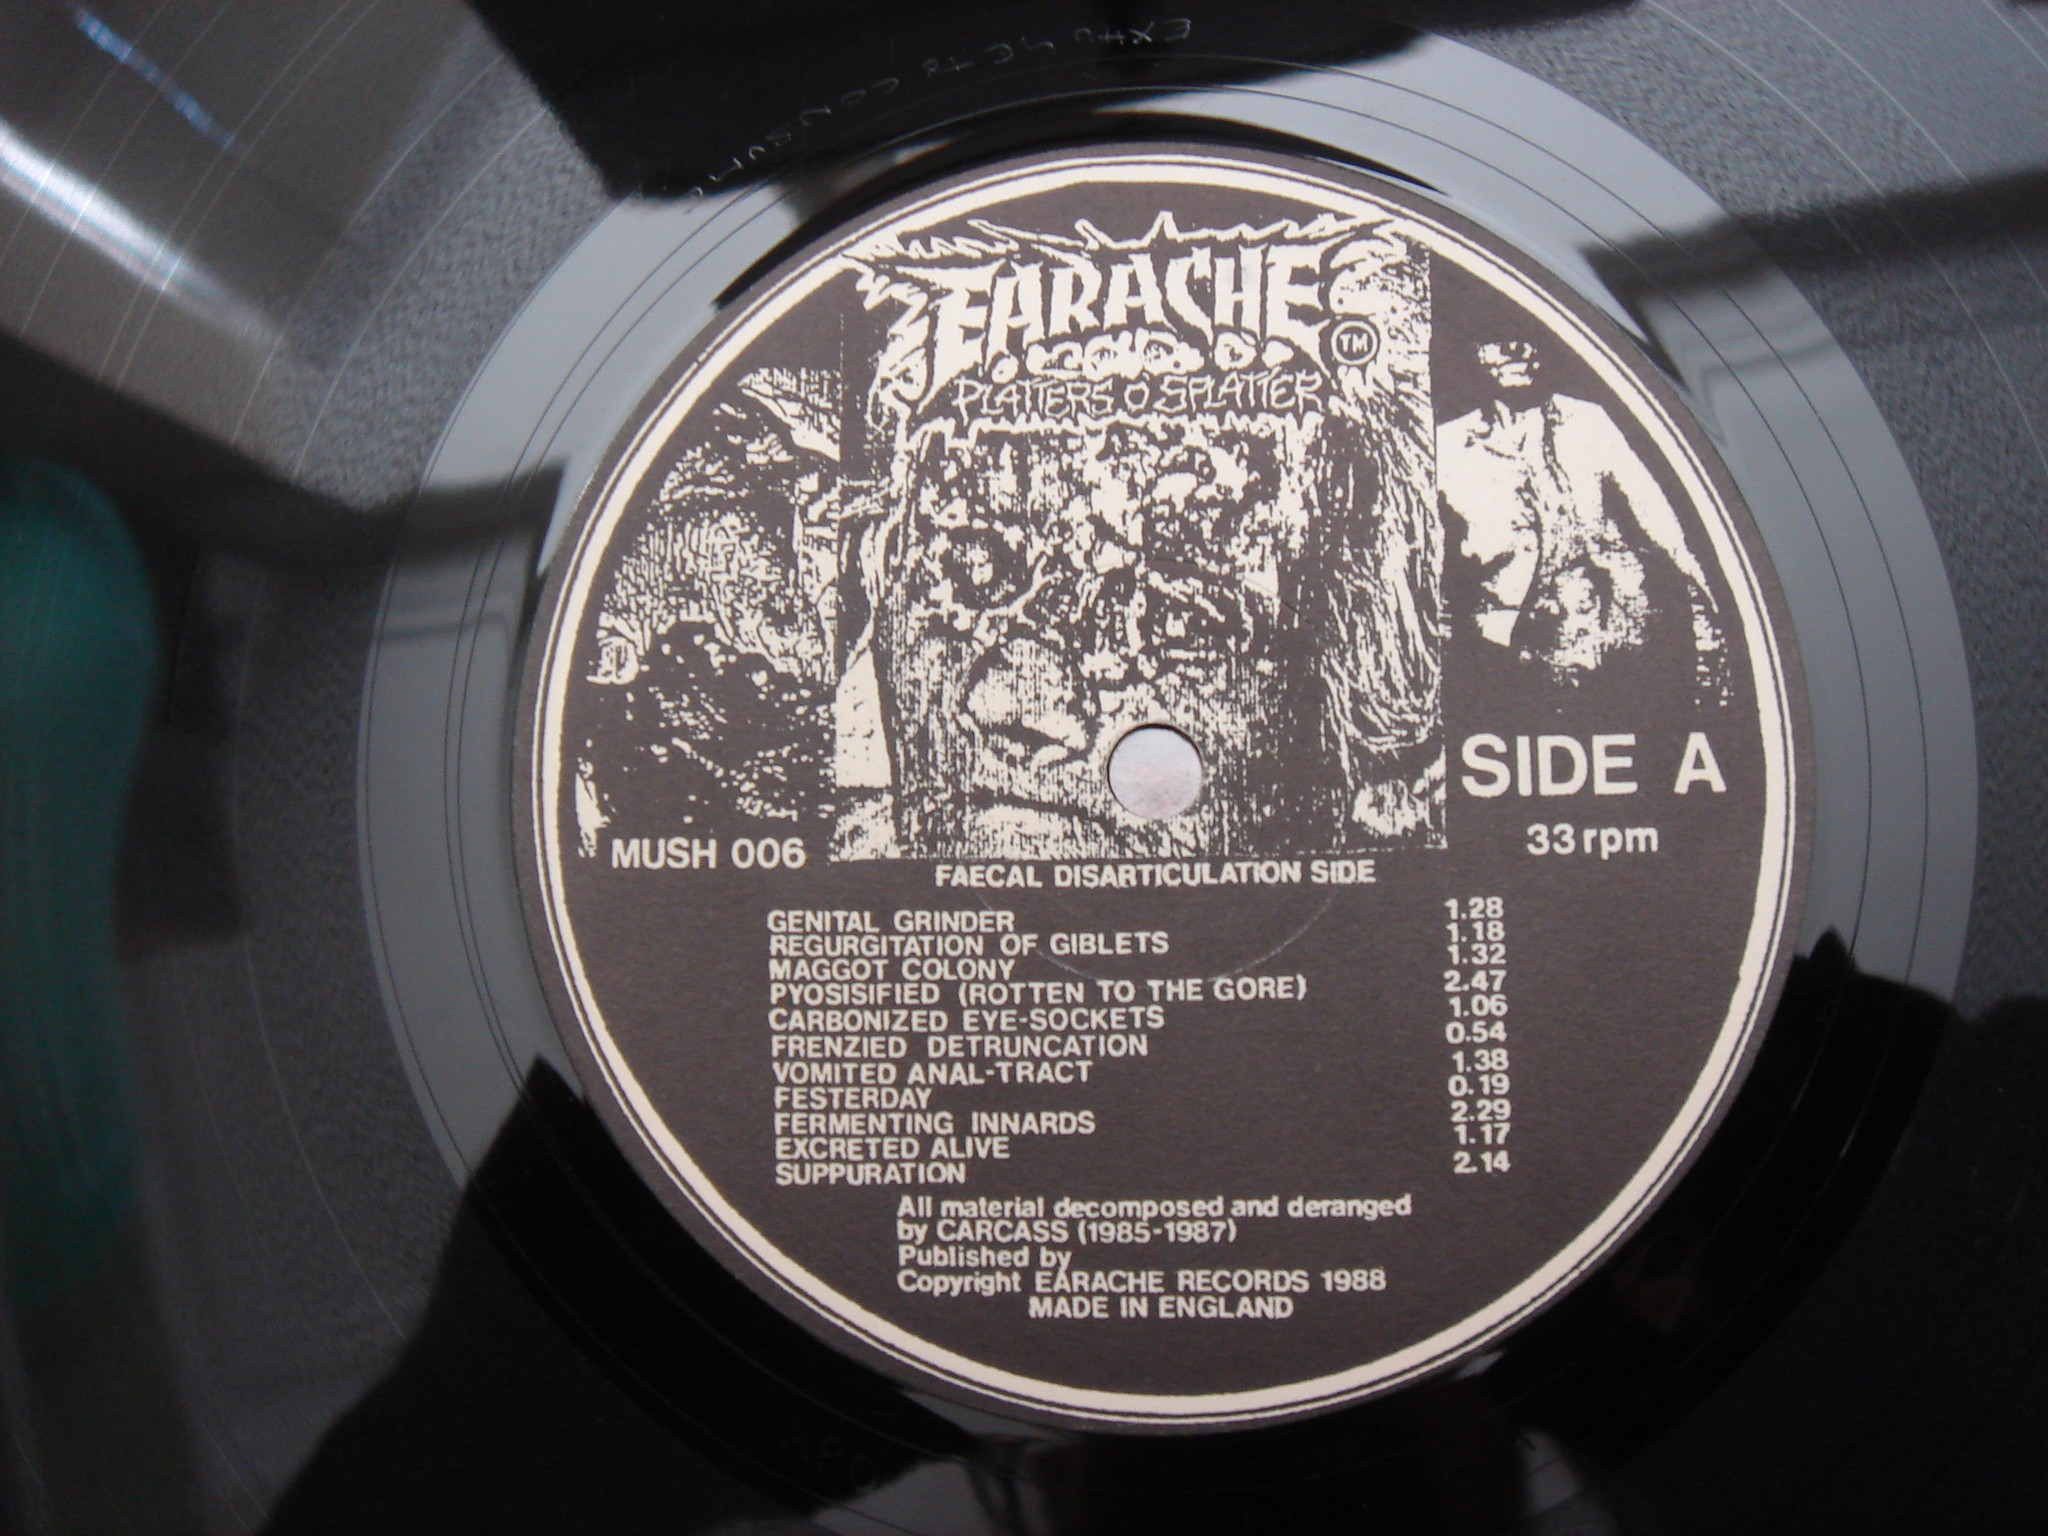 EARACHE
TM
PLATTERS O SPLATTER
SIDE A
33 rpm
MUSH 006
FAECAL DISARTICULATION SIDE
GENITAL GRINDER 1.28
REGURGITATION OF GIBLETS 1.18
MAGGOT COLONY 1.32
PYOSISIFIED (ROTTEN TO THE GORE) 2.47
CARBONIZED EYE-SOCKETS 1.06
FRENZIED DETRUNCATION 0.54
VOMITED ANAL-TRACT 1.38
FESTERDAY 0.19
FERMENTING INNARDS 2.29
EXCRETED ALIVE 1.17
SUPPURATION 2.14
All material decomposed and deranged
by CARCASS (1985-1987)
Published by
Copyright EARACHE RECORDS 1988
MADE IN ENGLAND